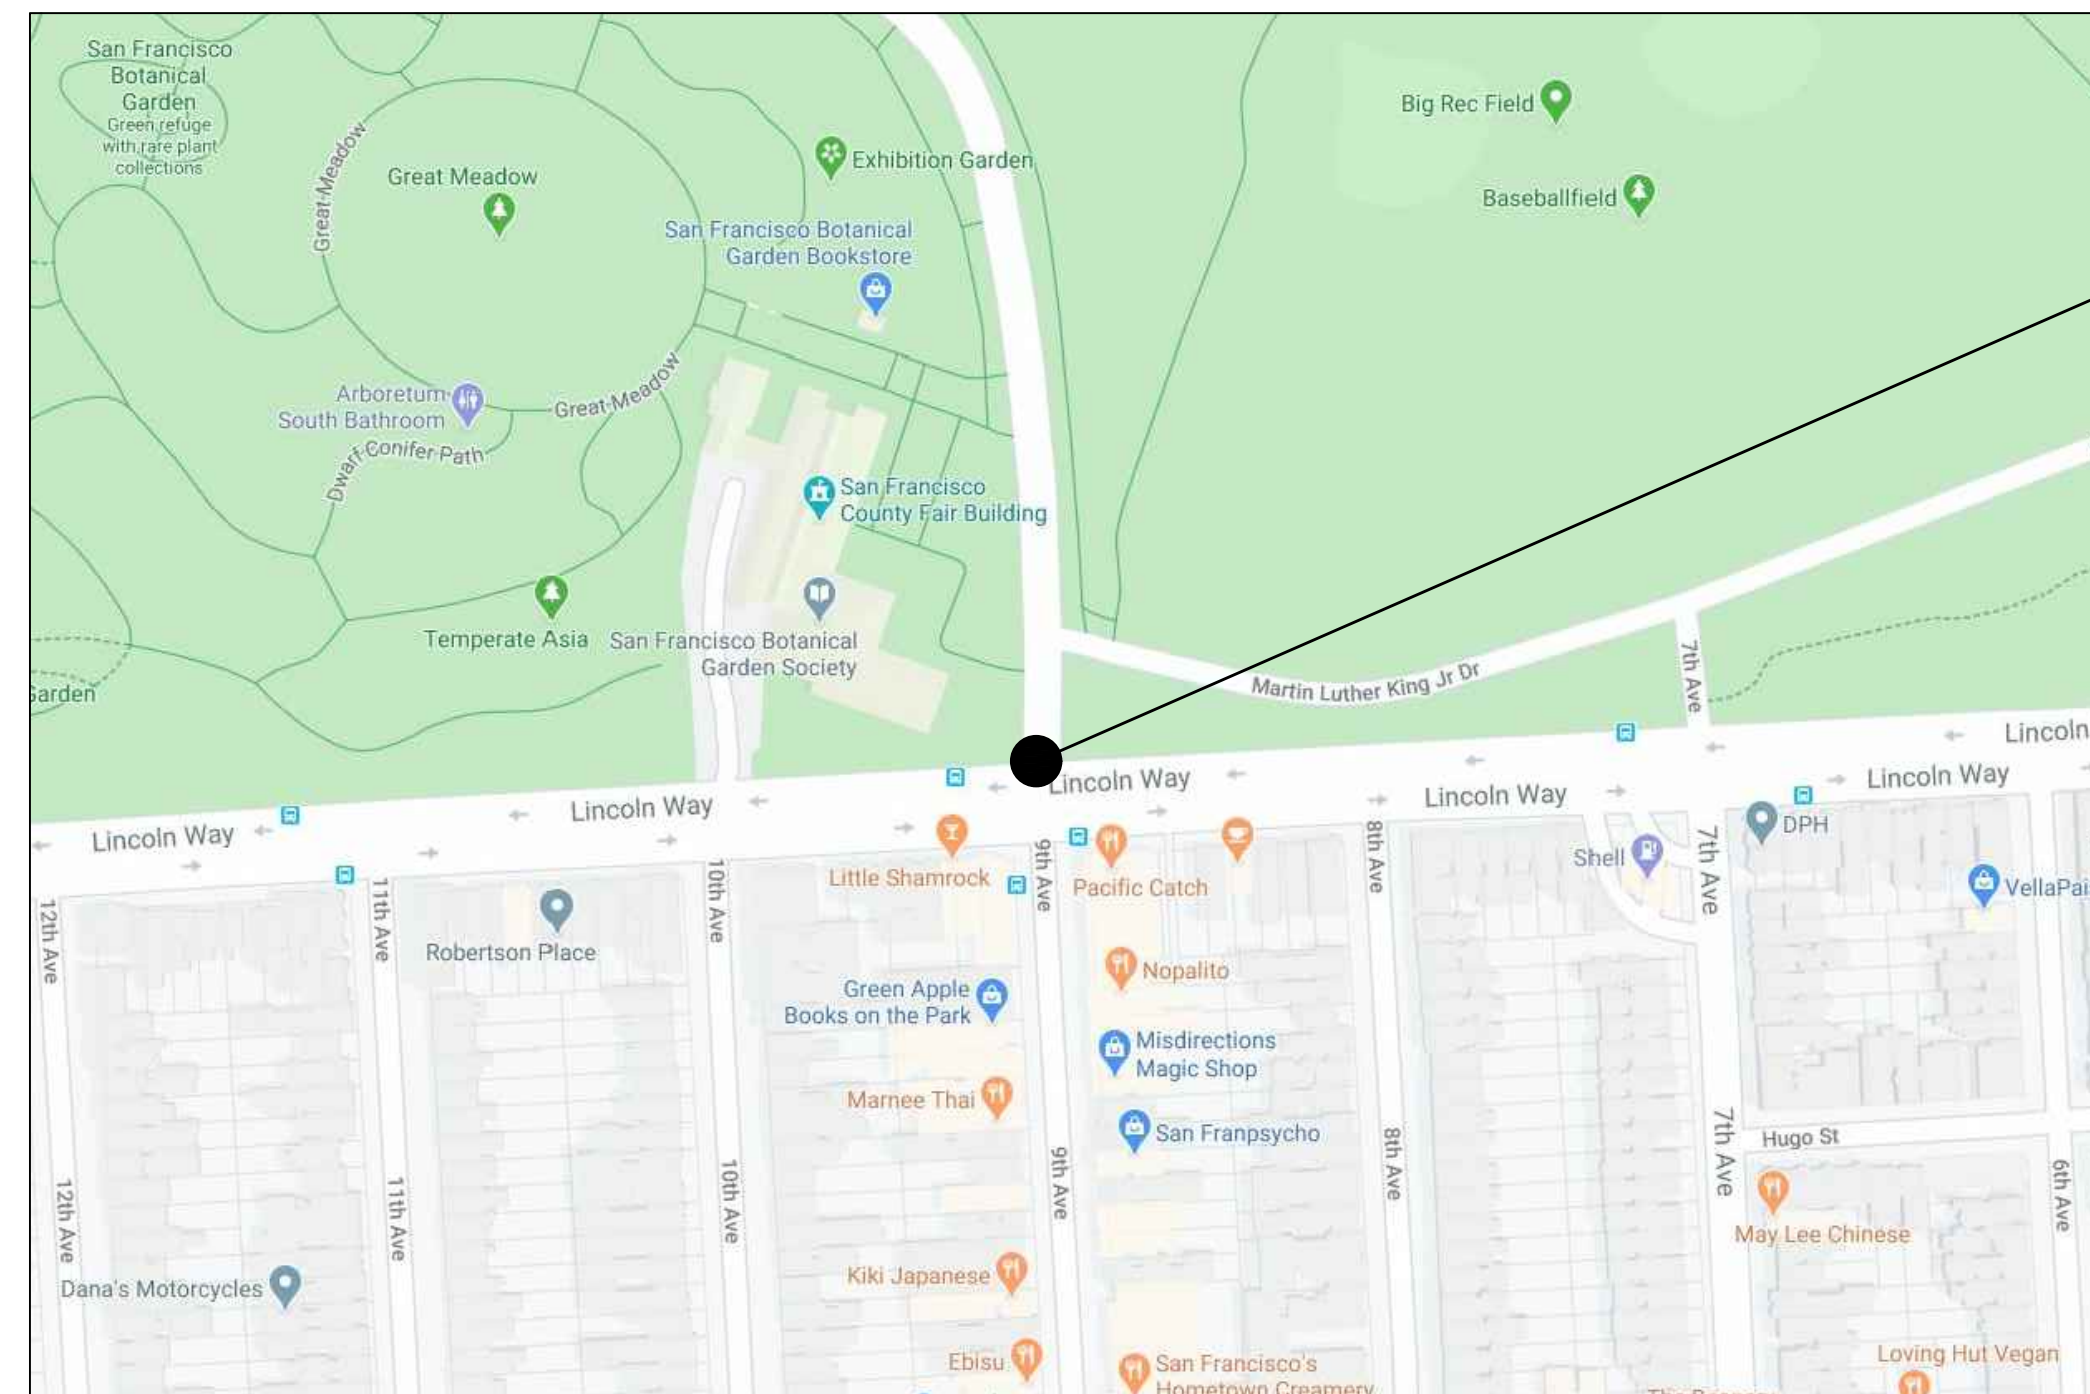 San Francisco
Botanical
Garden
Green refuge
with rare plant
collections
Great Meadow
Great Meadow
Exhibition Garden
San Francisco Botanical
Garden Bookstore
Big Rec Field
Baseballfield
Arboretum
South Bathroom
Great Meadow
Dwarf Conifer Path
San Francisco
County Fair Building
Temperate Asia
San Francisco Botanical
Garden Society
Garden
Martin Luther King Jr Dr
7th Ave
Lincoln
Lincoln Way
Lincoln Way
Lincoln Way
Lincoln Way
Lincoln Way
12th Ave
11th Ave
10th Ave
9th Ave
8th Ave
7th Ave
Little Shamrock
Pacific Catch
Shell
DPH
VellaPai
Robertson Place
Nopalito
Green Apple
Books on the Park
Misdirections
Magic Shop
Marnee Thai
San Franpsycho
Hugo St
12th Ave
11th Ave
10th Ave
9th Ave
8th Ave
7th Ave
6th Ave
May Lee Chinese
Dana's Motorcycles
Kiki Japanese
Ebisu
San Francisco's
Hometown Creamery
Loving Hut Vegan